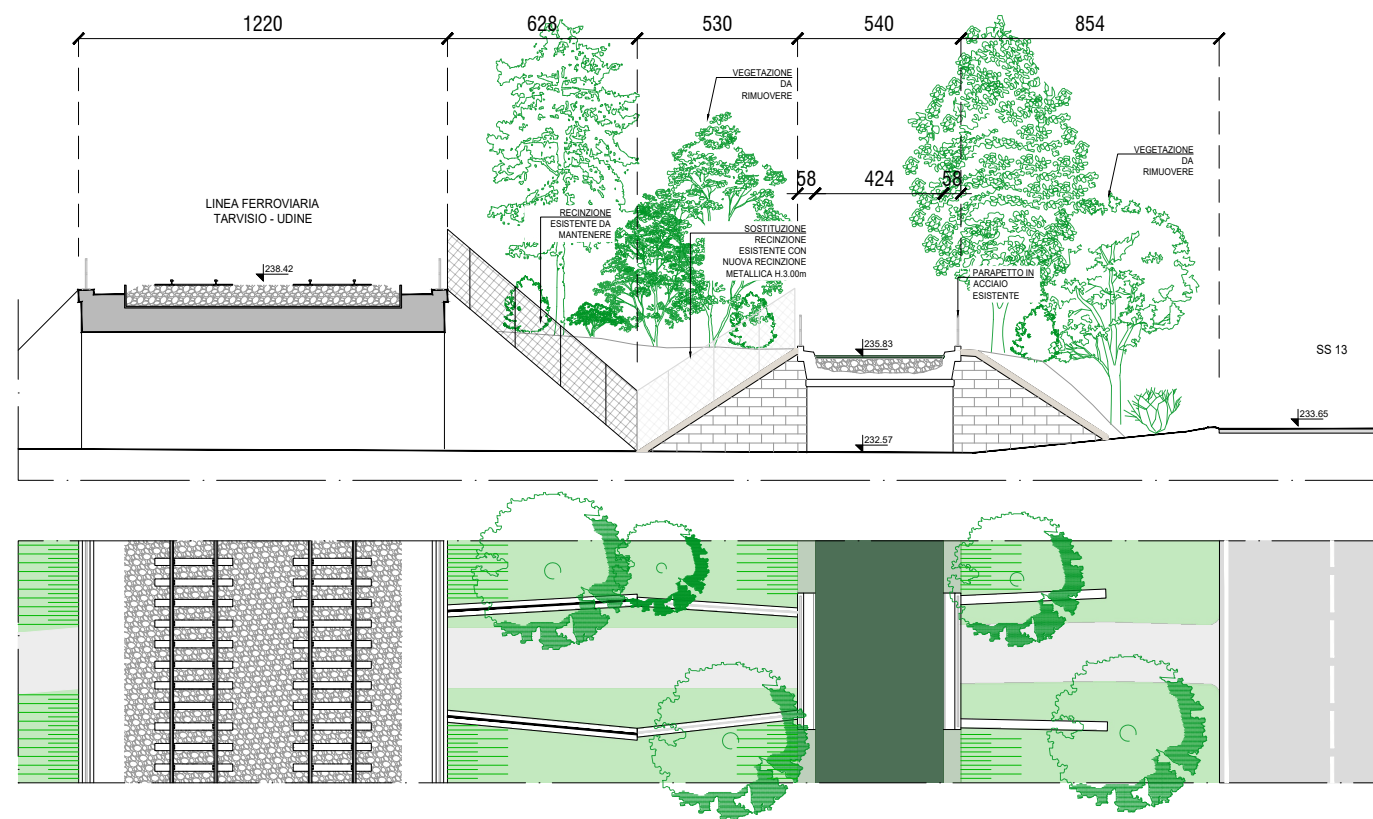 1220
628
530
540
854
VEGETAZIONE
DA
RIMUOVERE
VEGETAZIONE
DA
RIMUOVERE
58
424
58
LINEA FERROVIARIA
TARVISIO - UDINE
RECINZIONE
ESISTENTE DA
MANTENERE
SOSTITUZIONE
RECINZIONE
ESISTENTE CON
NUOVA RECINZIONE
METALLICA H.3.00m
238.42
PARAPETTO IN
ACCIAIO
ESISTENTE
235.83
SS 13
233.65
232.57